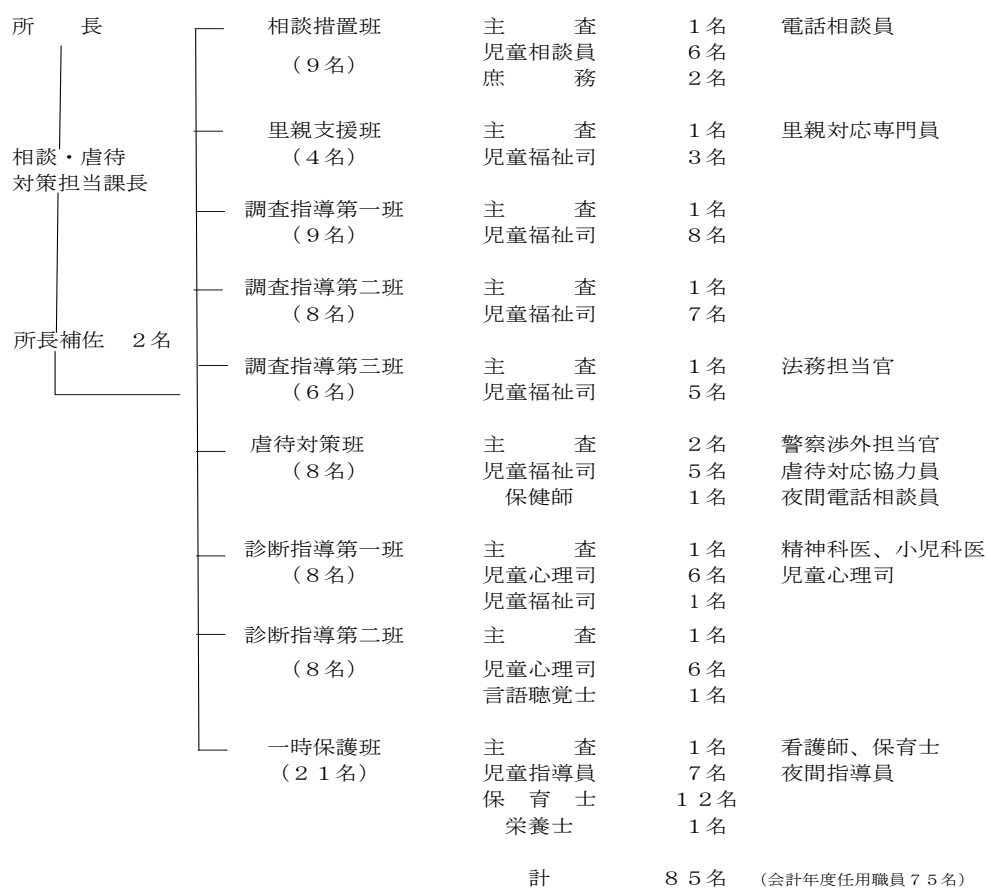 所　　長　　相談措置班　　主　　　査　　１名　　電話相談員
（９名）　　児童相談員　　６名
庶　　　務　　２名
里親支援班　　主　　　査　　１名　　里親対応専門員
相談・虐待　　（４名）　　児童福祉司　　３名
対策担当課長
調査指導第一班　　主　　　査　　１名
（９名）　　児童福祉司　　８名
調査指導第二班　　主　　　査　　１名
（８名）　　児童福祉司　　７名
所長補佐　２名
調査指導第三班　　主　　　査　　１名　　法務担当官
（６名）　　児童福祉司　　５名
虐待対策班　　主　　　査　　２名　　警察渉外担当官
（８名）　　児童福祉司　　５名　　虐待対応協力員
保健師　　１名　　夜間電話相談員
診断指導第一班　　主　　　査　　１名　　精神科医、小児科医
（８名）　　児童心理司　　６名　　児童心理司
児童福祉司　　１名
診断指導第二班　　主　　　査　　１名
（８名）　　児童心理司　　６名
言語聴覚士　　１名
一時保護班　　主　　　査　　１名　　看護師、保育士
（２１名）　　児童指導員　　７名　　夜間指導員
保　育　士　　１２名
栄養士　　１名
計　　８５名　（会計年度任用職員７５名）